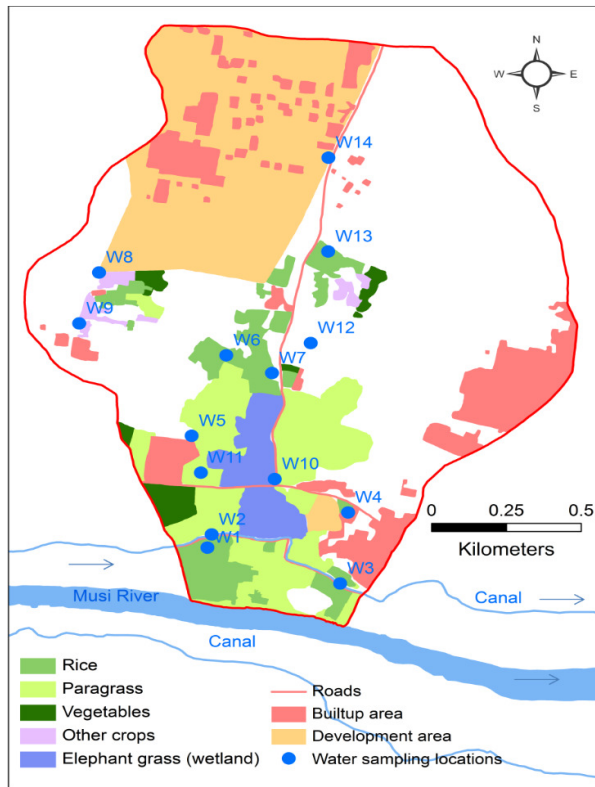 N
W E
S
W14
W13
W8
W9
W12
W6
W7
W5
W11
W10
W4
W2
W1
W3
0 0.25 0.5
Kilometers
Musi River
Canal
Canal
Rice
Paragrass
Vegetables
Other crops
Elephant grass (wetland)
Roads
Builtup area
Development area
Water sampling locations